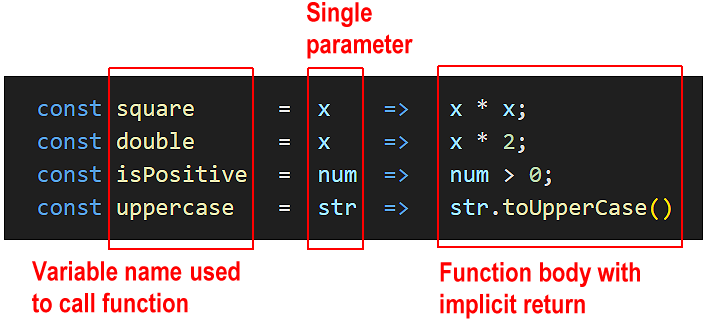 Single
parameter
const square = x => x * x;
const double = x => x * 2;
const isPositive = num => num > 0;
const uppercase = str => str.toUpperCase()
Variable name used
to call function
Function body with
implicit return